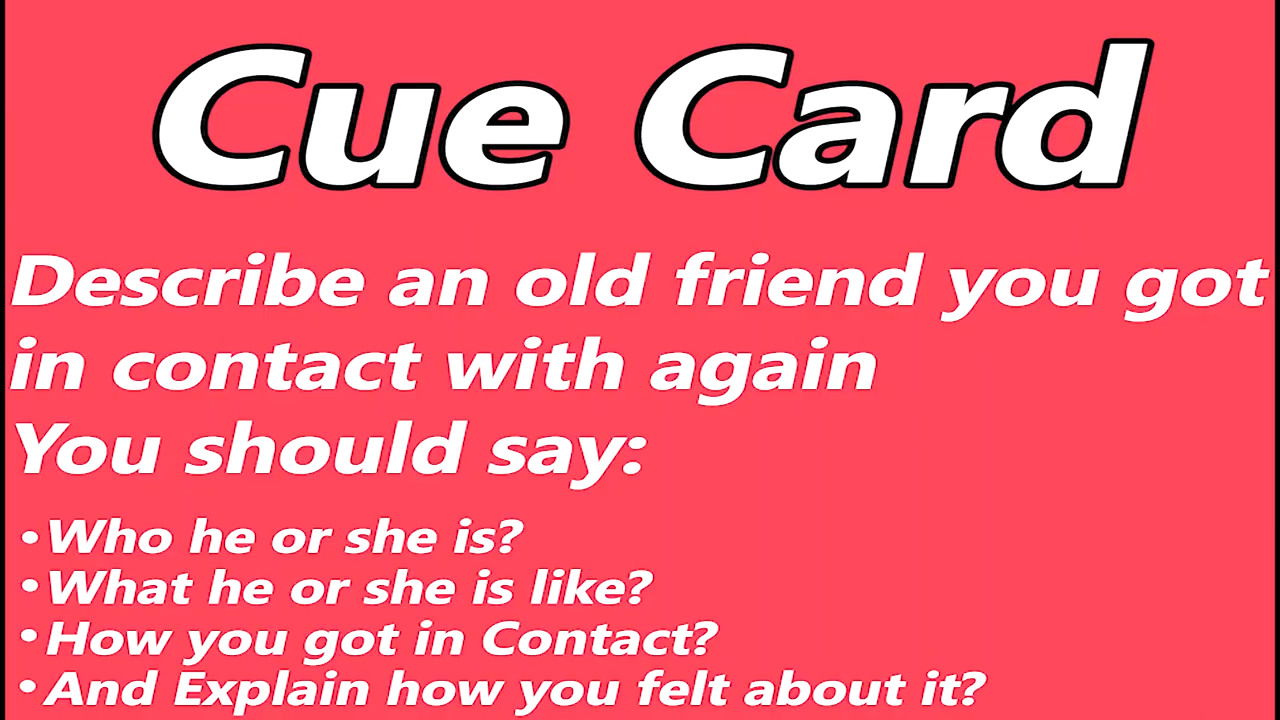 Cue Card
Describe an old friend you got
in contact with again
You should say:
•Who he or she is?
•What he or she is like?
•How you got in Contact?
•And Explain how you felt about it?